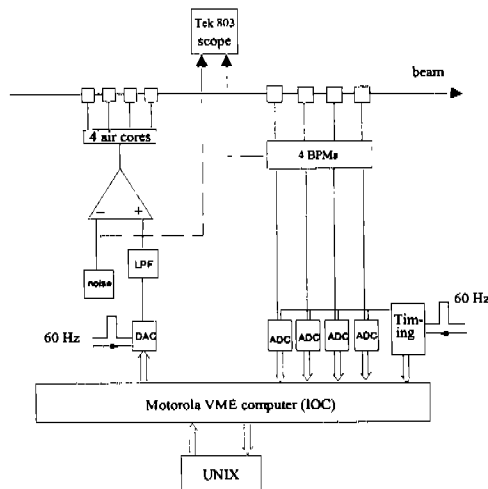 Tek 803
scope
beam
4 air cores
4 BPMs
− +
noise
LPF
60 Hz
DAC
ADC ADC ADC ADC
Tim-
ing
60 Hz
Motorola VME computer (IOC)
UNIX